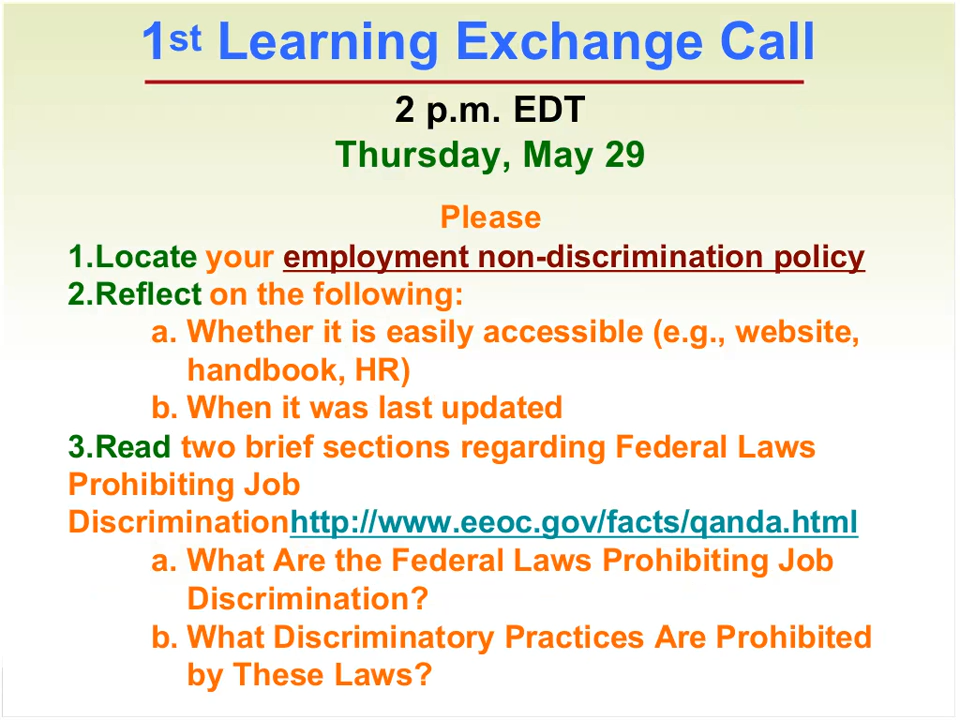 1st Learning Exchange Call
2 p.m. EDT
Thursday, May 29
Please
1.Locate your employment non-discrimination policy
2.Reflect on the following:
a. Whether it is easily accessible (e.g., website,
handbook, HR)
b. When it was last updated
3.Read two brief sections regarding Federal Laws
Prohibiting Job
Discriminationhttp://www.eeoc.gov/facts/qanda.html
a. What Are the Federal Laws Prohibiting Job
Discrimination?
b. What Discriminatory Practices Are Prohibited
by These Laws?